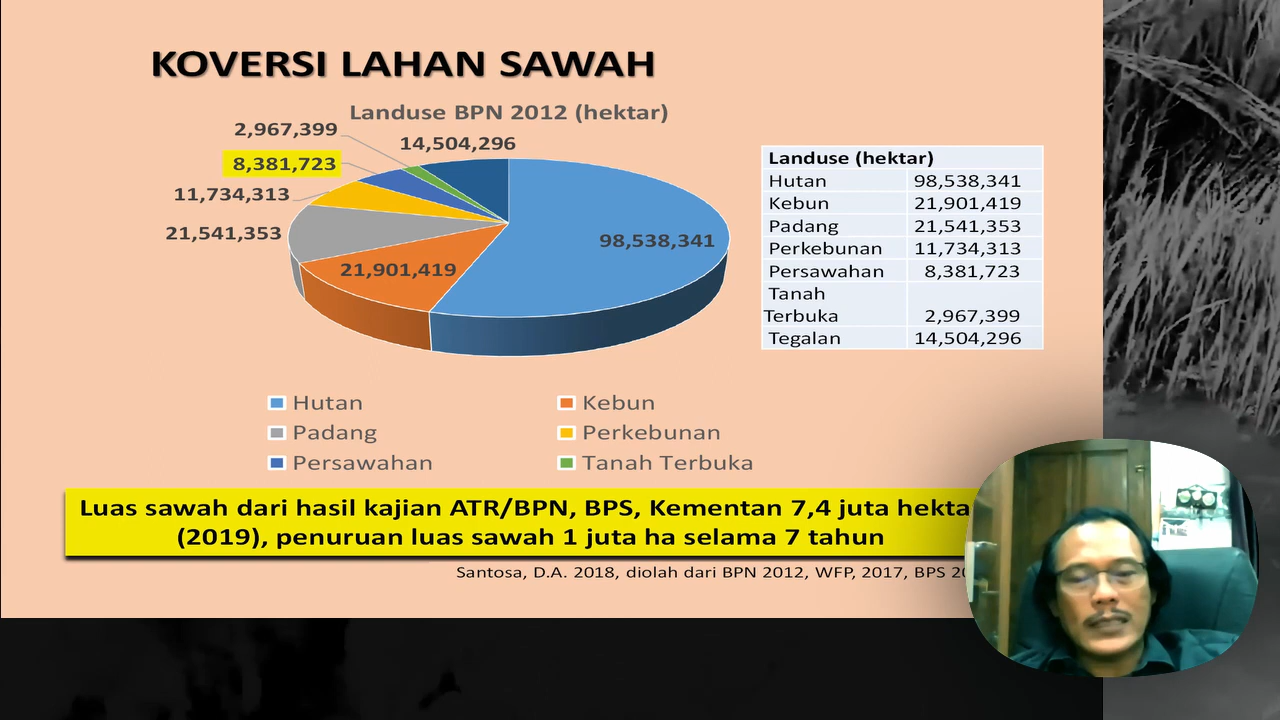 KOVERSI LAHAN SAWAH
Landuse BPN 2012 (hektar)
2,967,399
14,504,296
8,381,723
11,734,313
21,541,353
98,538,341
21,901,419
Landuse (hektar)
Hutan 98,538,341
Kebun 21,901,419
Padang 21,541,353
Perkebunan 11,734,313
Persawahan 8,381,723
Tanah
Terbuka 2,967,399
Tegalan 14,504,296
Hutan Kebun
Padang Perkebunan
Persawahan Tanah Terbuka
Luas sawah dari hasil kajian ATR/BPN, BPS, Kementan 7,4 juta hekta
(2019), penuruan luas sawah 1 juta ha selama 7 tahun
Santosa, D.A. 2018, diolah dari BPN 2012, WFP, 2017, BPS